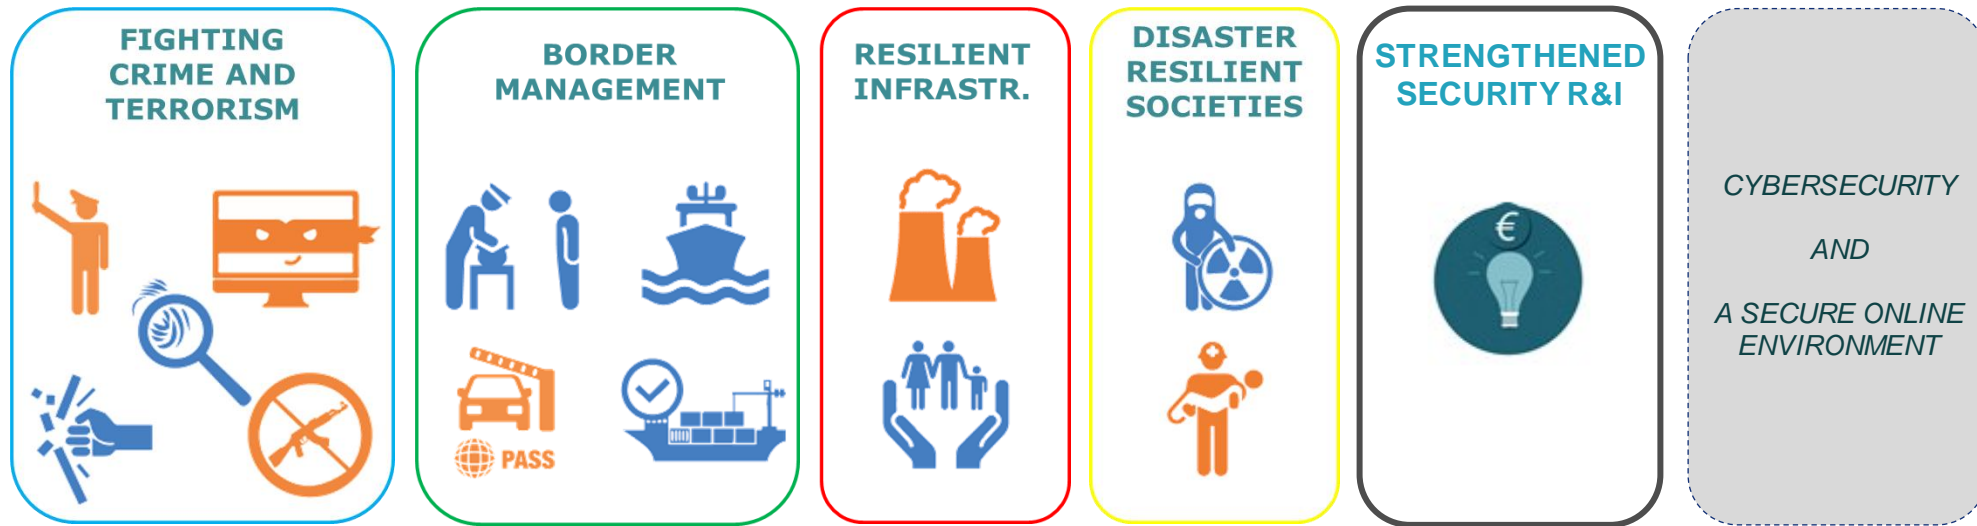 FIGHTING
CRIME AND
TERRORISM
BORDER
MANAGEMENT
PASS
RESILIENT
INFRASTR.
DISASTER
RESILIENT
SOCIETIES
STRENGTHENED
SECURITY R&I
€
CYBERSECURITY
AND
A SECURE ONLINE
ENVIRONMENT